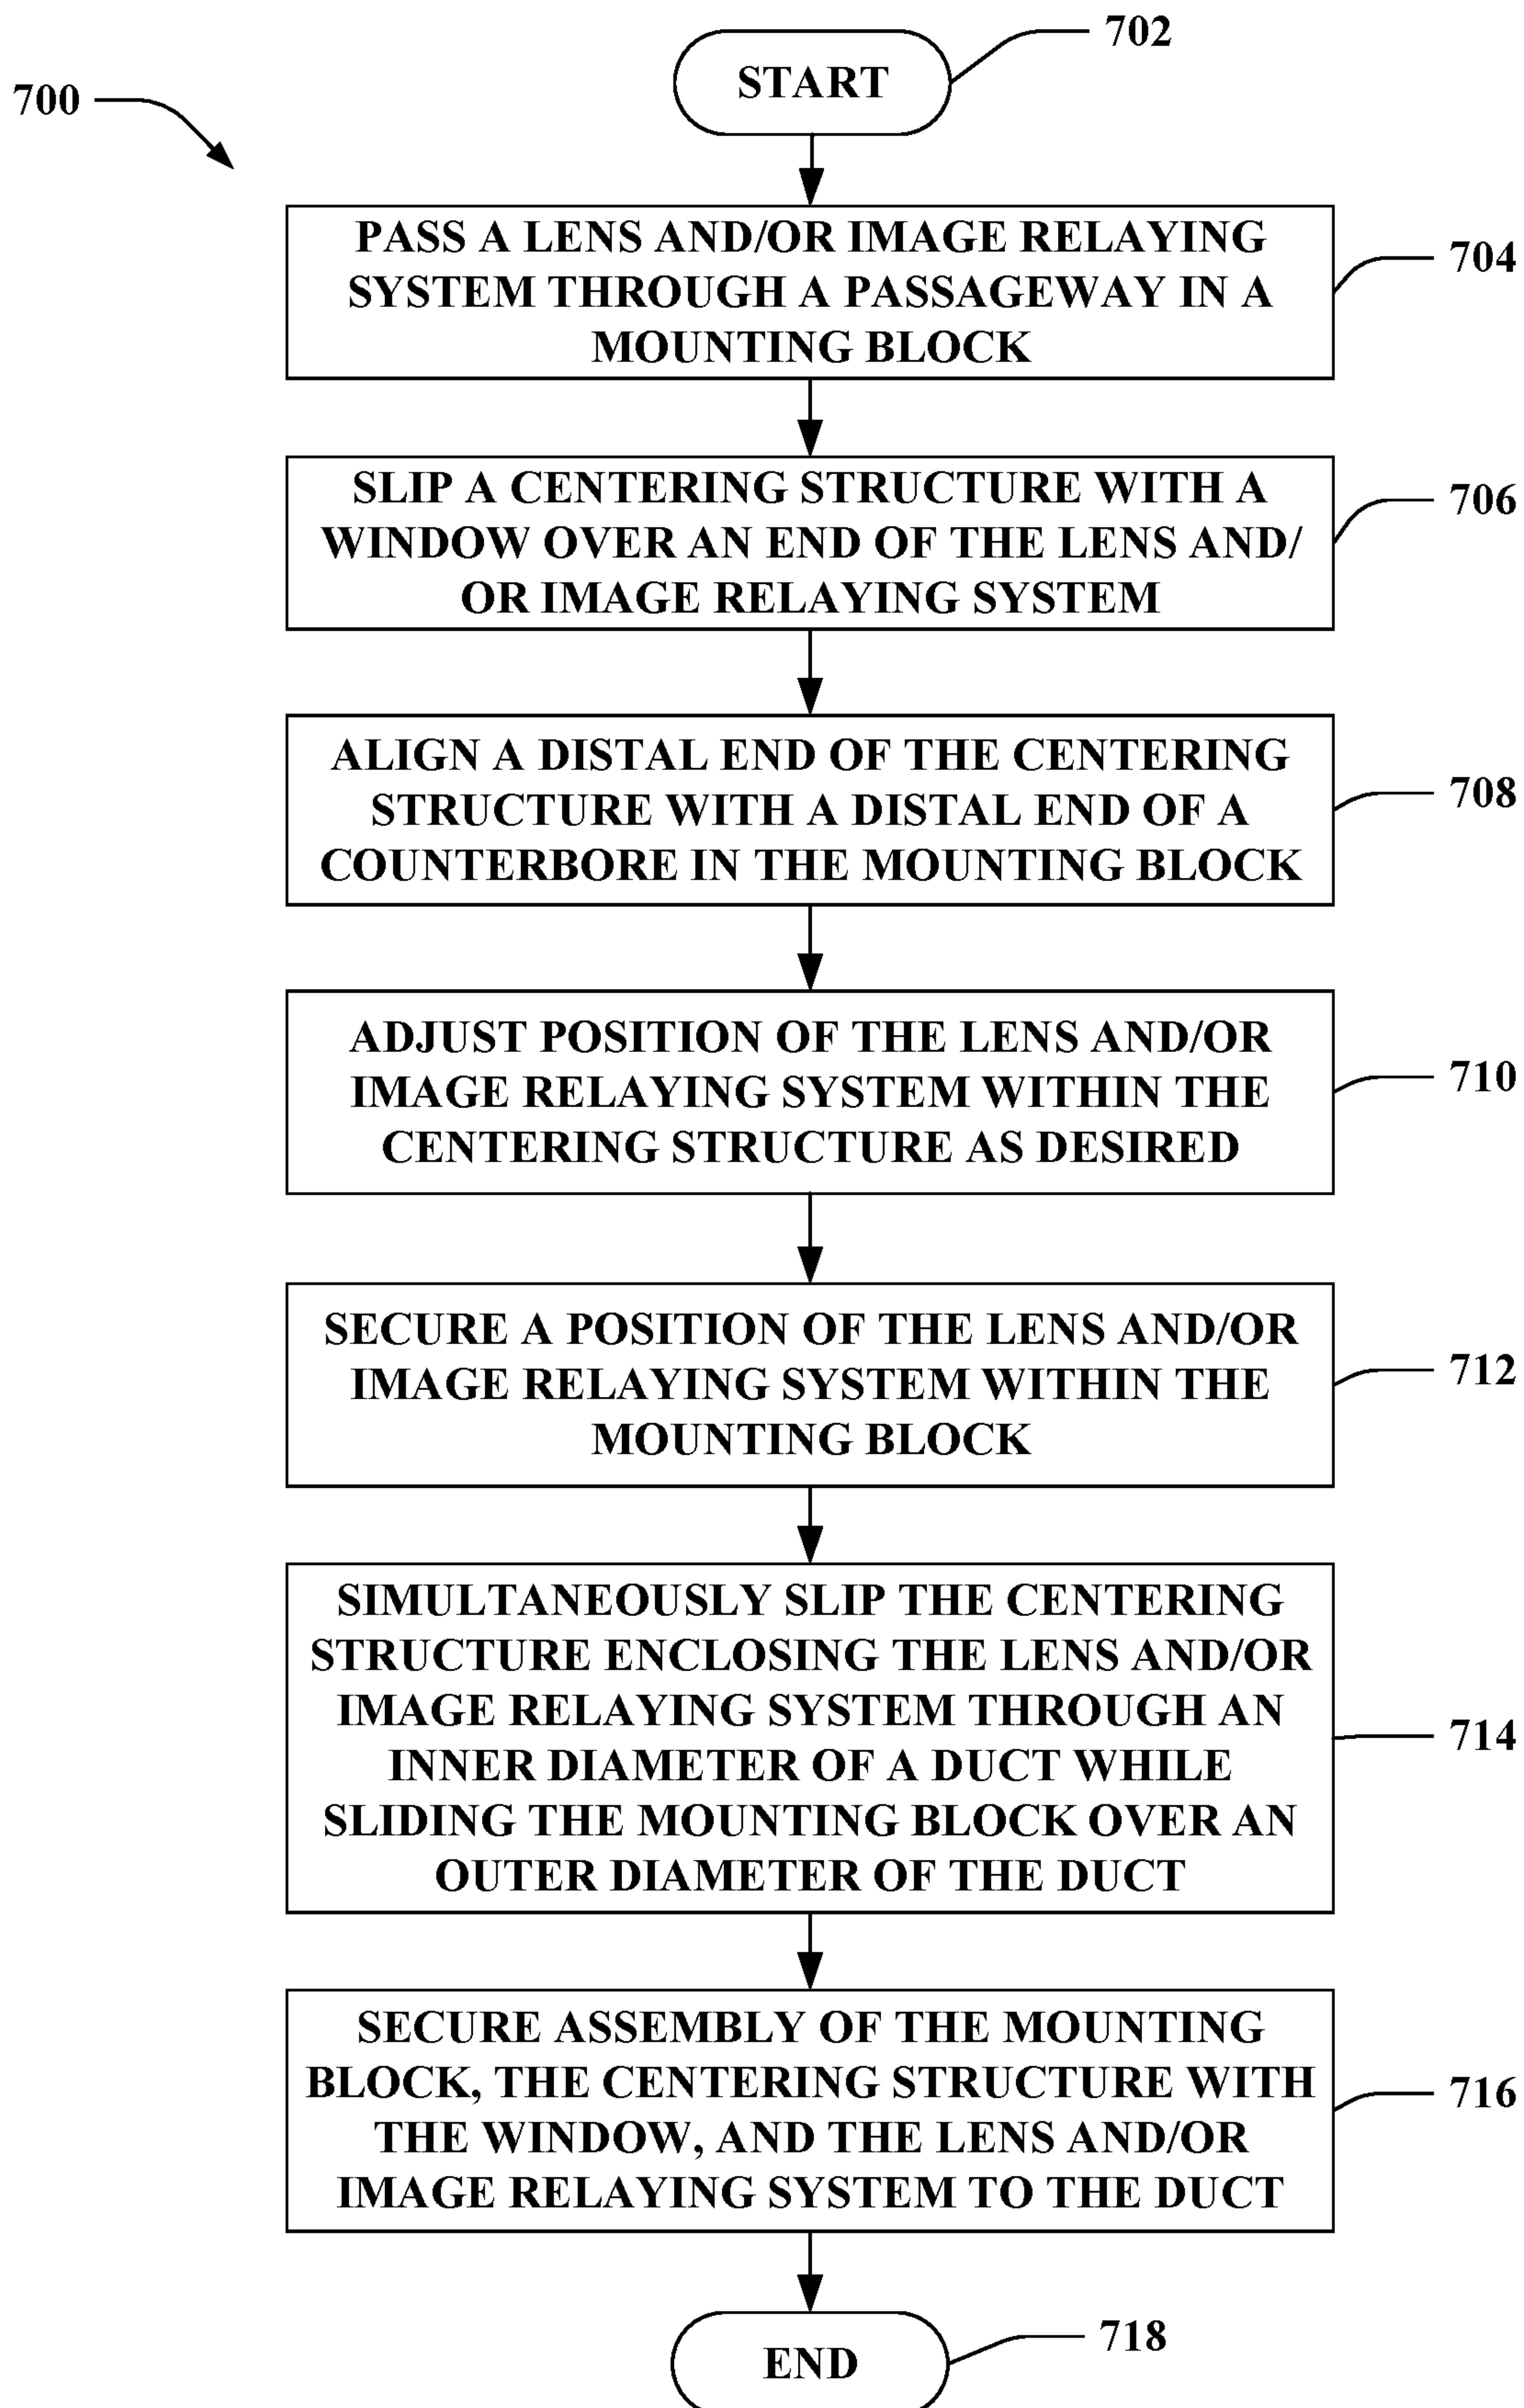 702
START
700
PASS A LENS AND/OR IMAGE RELAYING
SYSTEM THROUGH A PASSAGEWAY IN A
MOUNTING BLOCK
704
SLIP A CENTERING STRUCTURE WITH A
WINDOW OVER AN END OF THE LENS AND/
OR IMAGE RELAYING SYSTEM
706
ALIGN A DISTAL END OF THE CENTERING
STRUCTURE WITH A DISTAL END OF A
COUNTERBORE IN THE MOUNTING BLOCK
708
ADJUST POSITION OF THE LENS AND/OR
IMAGE RELAYING SYSTEM WITHIN THE
CENTERING STRUCTURE AS DESIRED
710
SECURE A POSITION OF THE LENS AND/OR
IMAGE RELAYING SYSTEM WITHIN THE
MOUNTING BLOCK
712
SIMULTANEOUSLY SLIP THE CENTERING
STRUCTURE ENCLOSING THE LENS AND/OR
IMAGE RELAYING SYSTEM THROUGH AN
INNER DIAMETER OF A DUCT WHILE
SLIDING THE MOUNTING BLOCK OVER AN
OUTER DIAMETER OF THE DUCT
714
SECURE ASSEMBLY OF THE MOUNTING
BLOCK, THE CENTERING STRUCTURE WITH
THE WINDOW, AND THE LENS AND/OR
IMAGE RELAYING SYSTEM TO THE DUCT
716
END
718